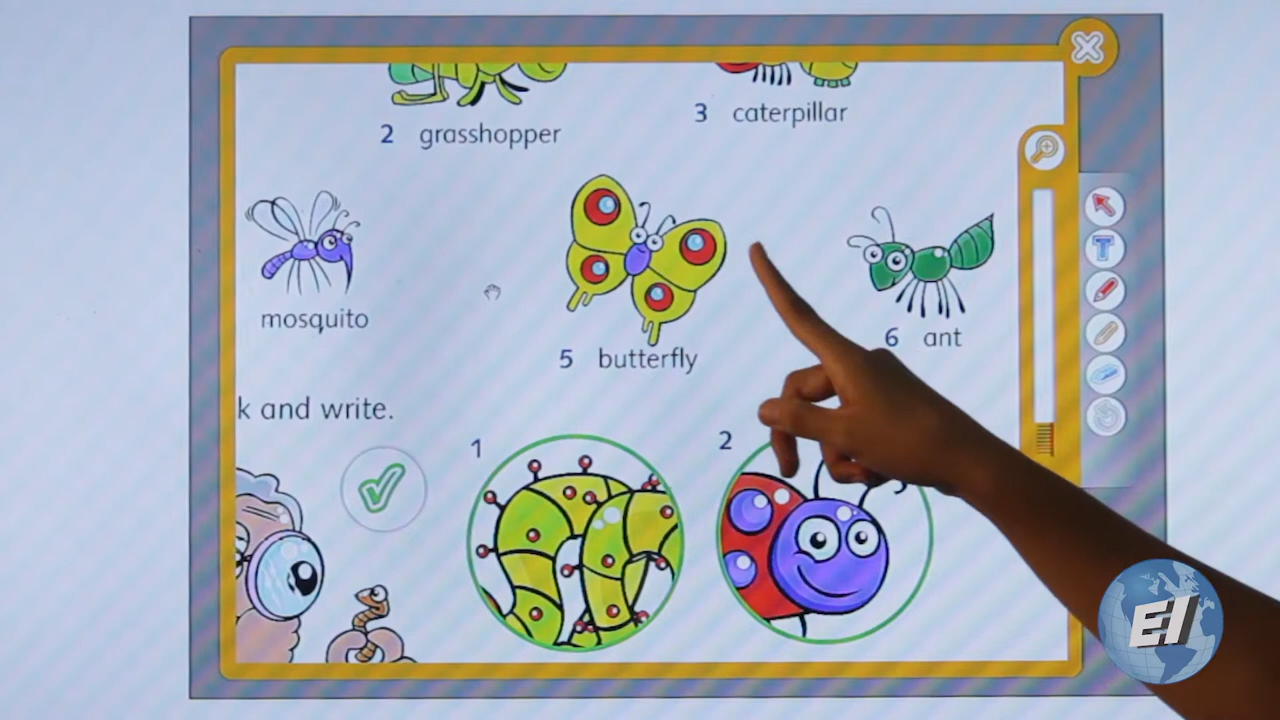 2 grasshopper
3 caterpillar
mosquito
5 butterfly
6 ant
k and write.
1
2
T
EI